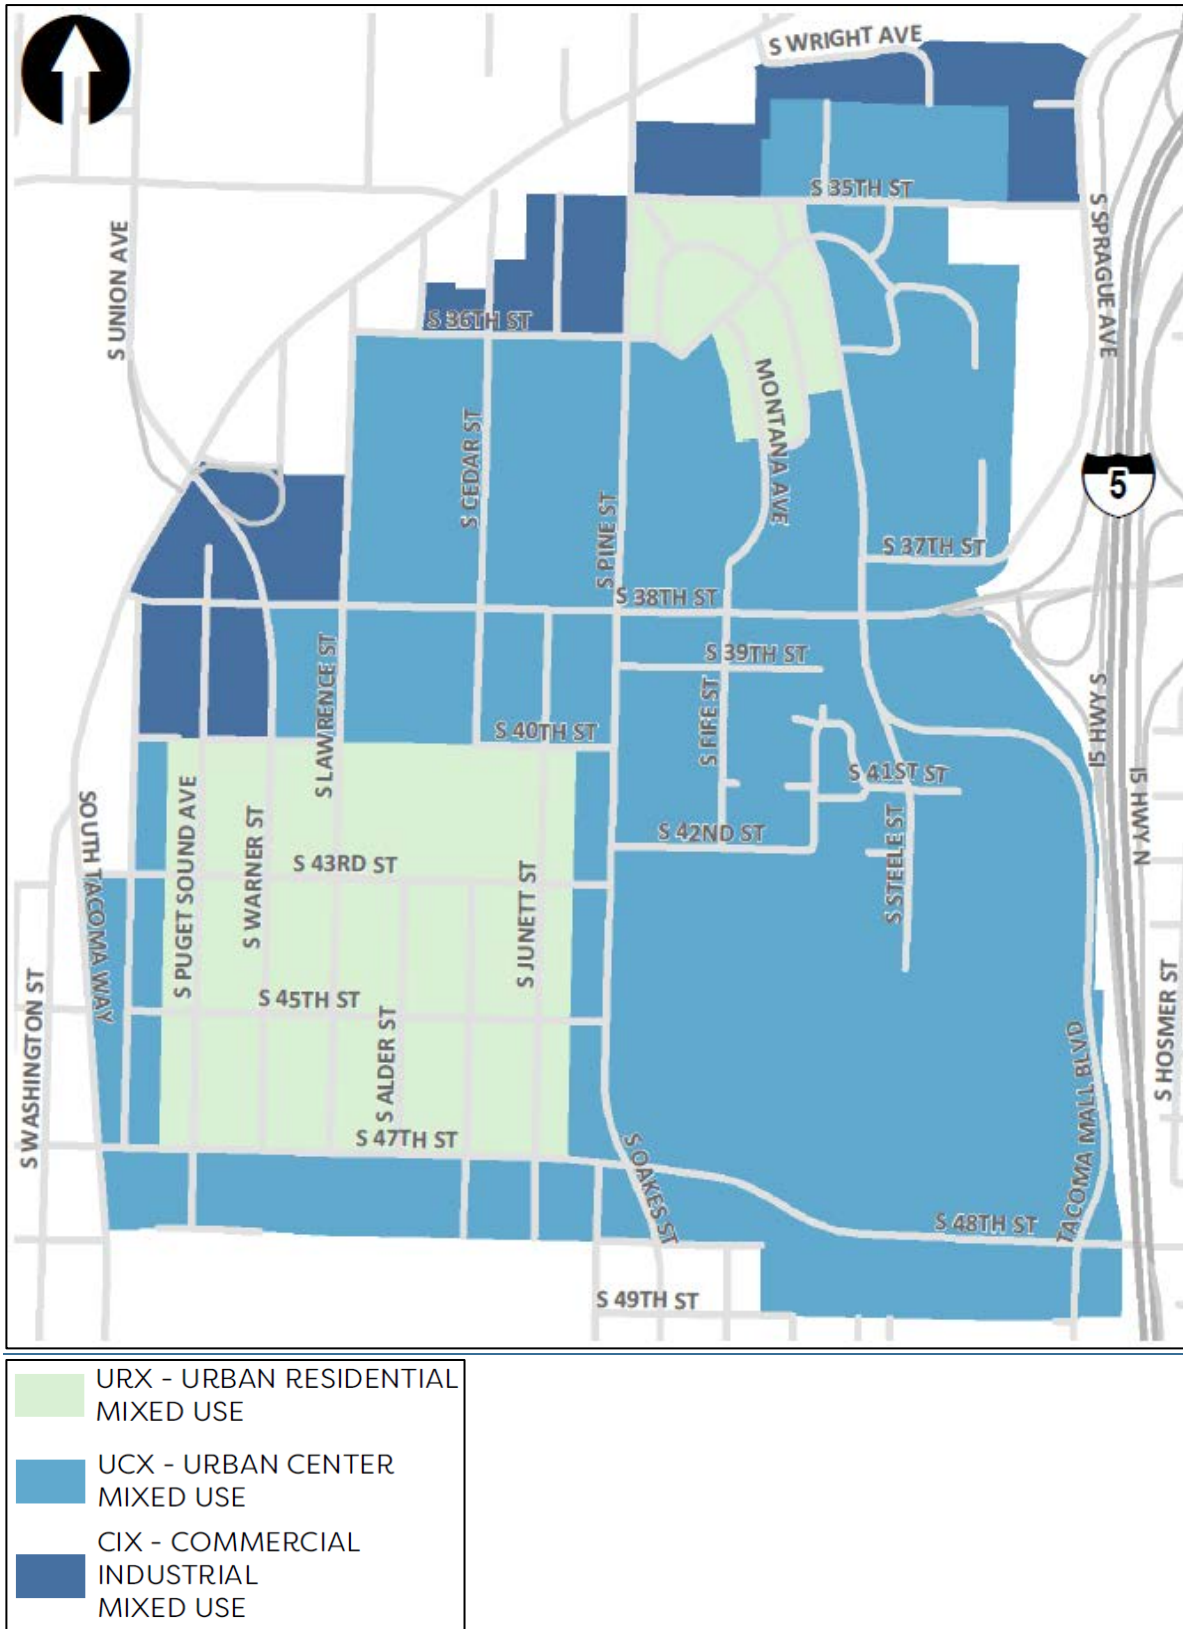 S WRIGHT AVE
S 35TH ST
S UNION AVE
S SPRAGUE AVE
S 36TH ST
MONTANA AVE
S CEDAR ST
5
S PINE ST
S 37TH ST
S 38TH ST
S 39TH ST
S LAWRENCE ST
S FIFE ST
I5 HWY S
S 40TH ST
S 41ST ST
I5 HWY N
SOUTH TACOMA WAY
S PUGET SOUND AVE
S WARNER ST
S 42ND ST
S STEELE ST
S 43RD ST
S JUNETT ST
S WASHINGTON ST
S 45TH ST
S ALDER ST
S HOSMER ST
TACOMA MALL BLVD
S 47TH ST
S OAKES ST
S 48TH ST
S 49TH ST
URX - URBAN RESIDENTIAL
MIXED USE
UCX - URBAN CENTER
MIXED USE
CIX - COMMERCIAL
INDUSTRIAL
MIXED USE